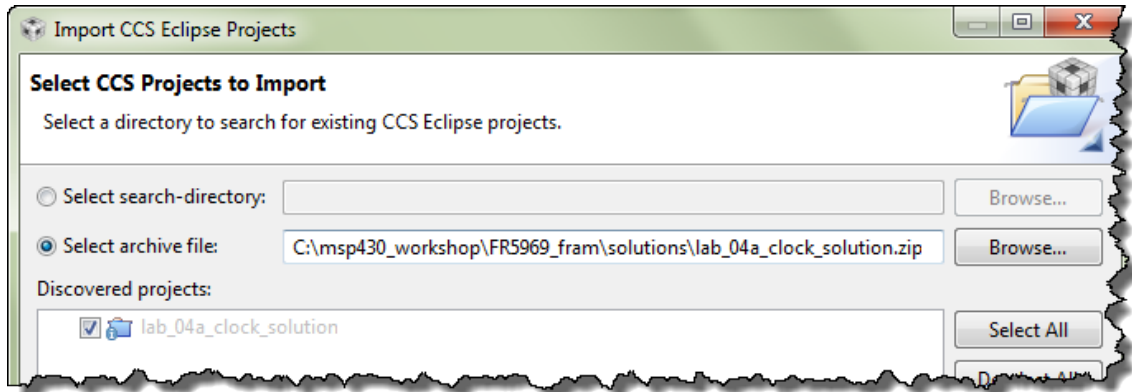 Import CCS Eclipse Projects
Select CCS Projects to Import
Select a directory to search for existing CCS Eclipse projects.
Select search-directory: Browse...
Select archive file: C:\msp430_workshop\FR5969_fram\solutions\lab_04a_clock_solution.zip Browse...
Discovered projects:
lab_04a_clock_solution
Select All